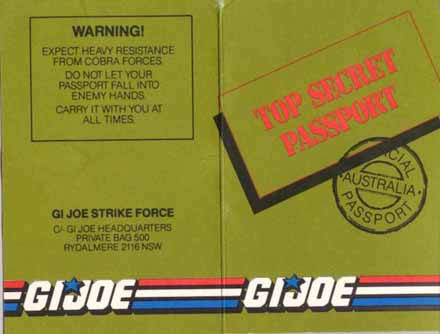 WARNING!
EXPECT HEAVY RESISTANCE
FROM COBRA FORCES.
DO NOT LET YOUR
PASSPORT FALL INTO
ENEMY HANDS.
CARRY IT WITH YOU AT
ALL TIMES.
GI JOE STRIKE FORCE
C/- GI JOE HEADQUARTERS
PRIVATE BAG 500
RYDALMERE 2116 NSW
GI JOE
TOP SECRET
PASSPORT
AUSTRALIA
PASSPORT
GI JOE